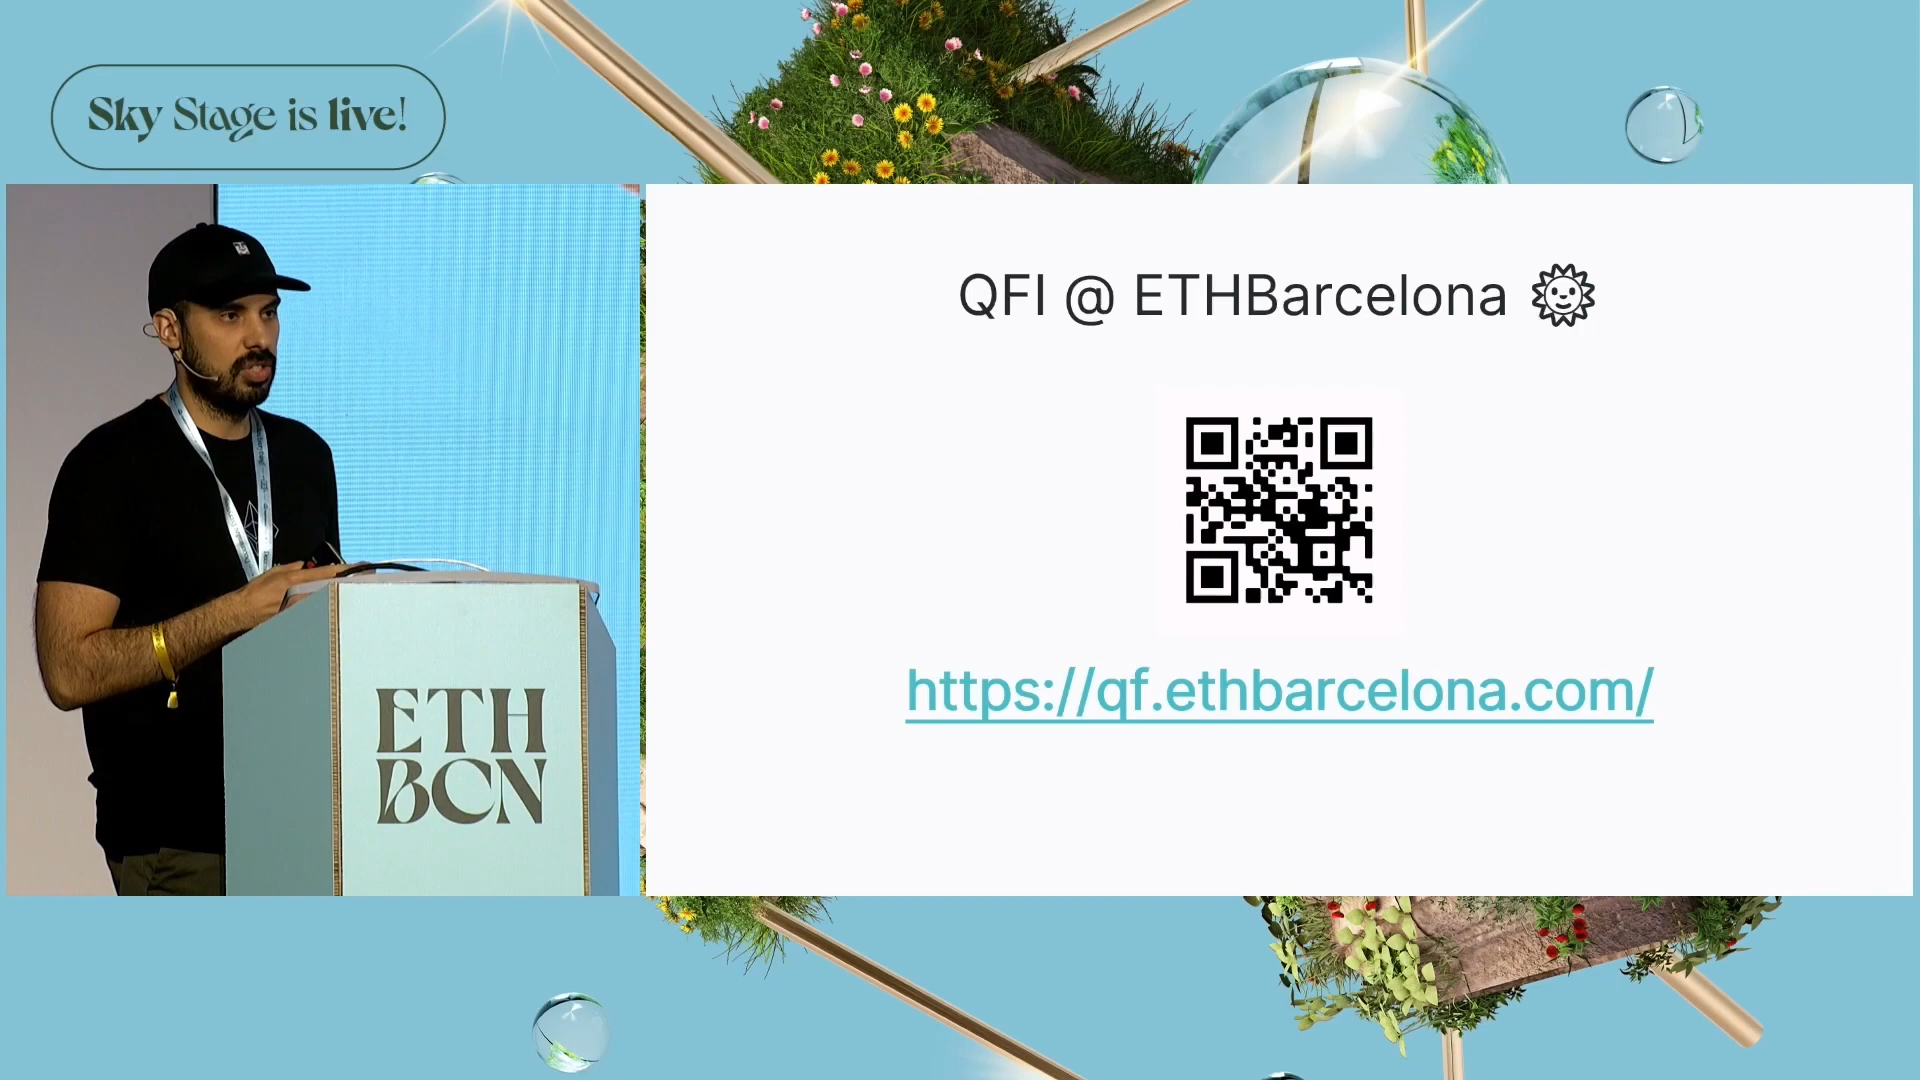 Sky Stage is live!
QFI @ ETHBarcelona
https://qf.ethbarcelona.com/
ETH
BCN